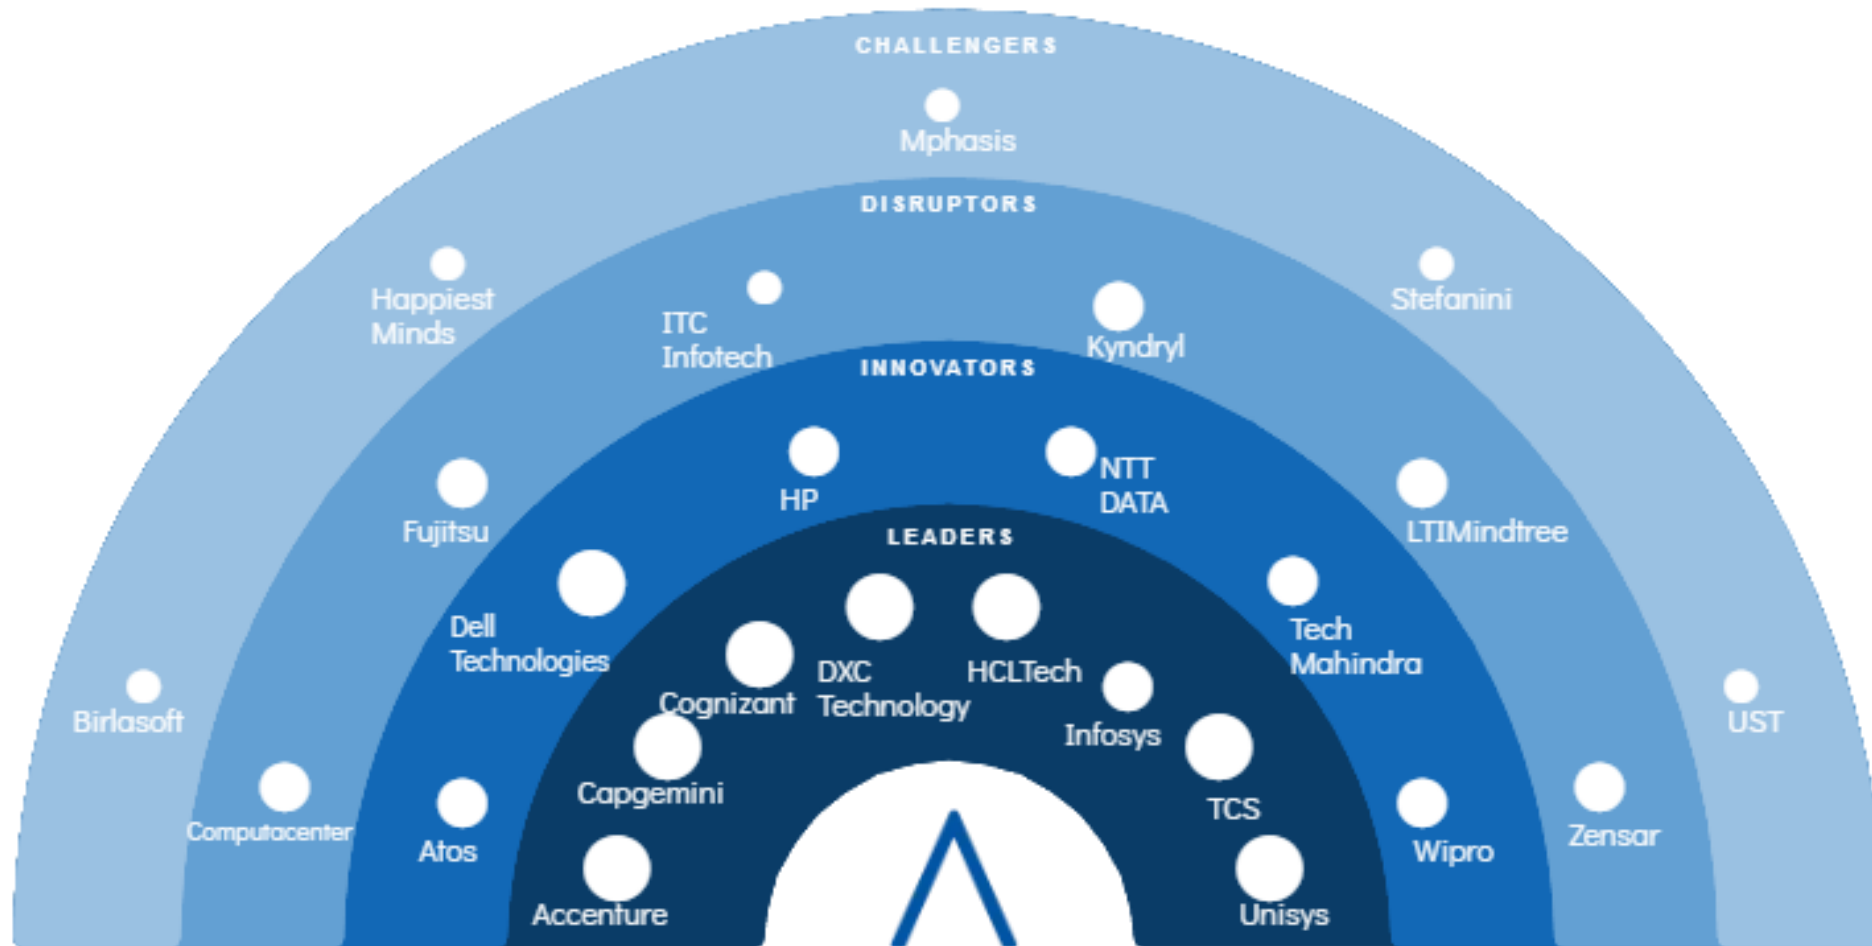 CHALLENGERS
Mphasis
Happiest
Minds
Stefanini
Birlasoft
UST
DISRUPTORS
ITC
Infotech
Kyndryl
Fujitsu
LTIMindtree
Computacenter
Zensar
INNOVATORS
HP
NTT
DATA
Dell
Technologies
Tech
Mahindra
Atos
Wipro
LEADERS
DXC
Technology
HCLTech
Cognizant
Infosys
Capgemini
TCS
Accenture
Unisys